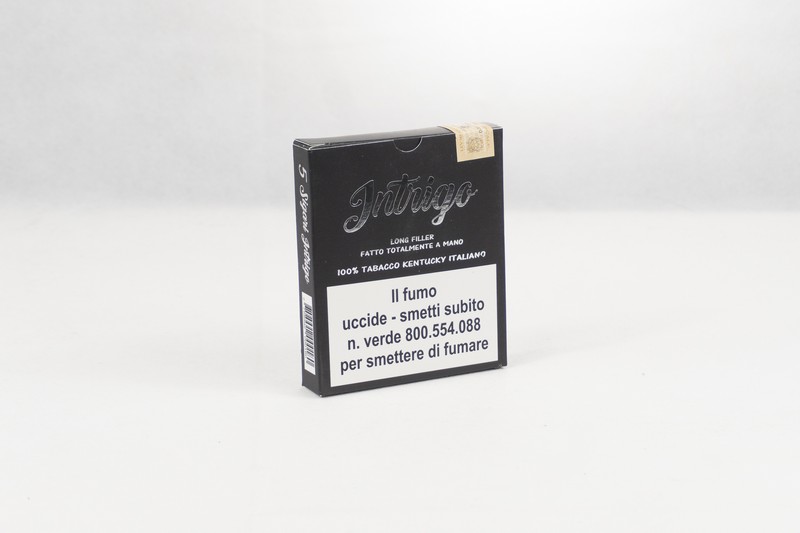 Intrigo
LONG FILLER
FATTO TOTALMENTE A MANO
100% TABACCO KENTUCKY ITALIANO
Il fumo
uccide - smetti subito
n. verde 800.554.088
per smettere di fumare
5 Sigari Intrigo